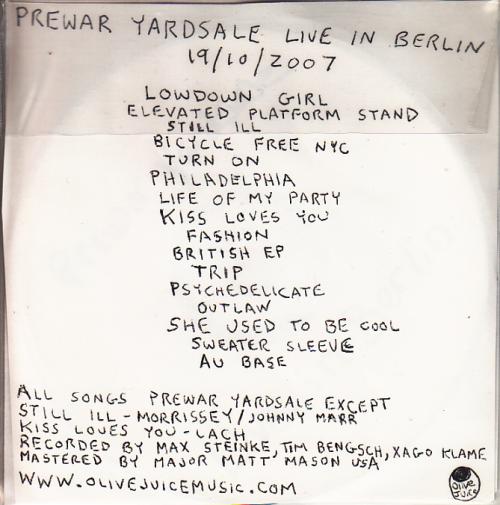 PREWAR YARDSALE LIVE IN BERLIN
19/10/2007
LOWDOWN GIRL
ELEVATED PLATFORM STAND
STILL ILL
BICYCLE FREE NYC
TURN ON
PHILADELPHIA
LIFE OF MY PARTY
KISS LOVES YOU
FASHION
BRITISH EP
TRIP
PSYCHEDELICATE
OUTLAW
SHE USED TO BE COOL
SWEATER SLEEVE
AU BASE
ALL SONGS PREWAR YARDSALE EXCEPT
STILL ILL - MORRISSEY/JOHNNY MARR
KISS LOVES YOU - LACH
RECORDED BY MAX STEINKE, TIM BENGSCH, XAGO KLAME
MASTERED BY MAJOR MATT MASON USA
WWW.OLIVEJUICEMUSIC.COM
OLIVE
JUICE